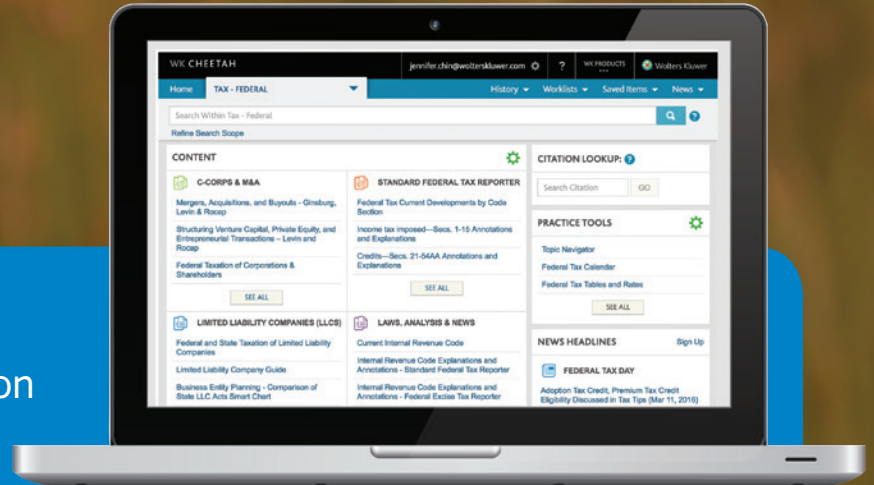 WK CHEETAH
jennifer.chin@wolterskluwer.com
?
WK PRODUCTS
Wolters Kluwer
Home
TAX - FEDERAL
History
Worklists
Saved Items
News
Search Within Tax - Federal
?
Refine Search Scope
CONTENT
C-CORPS & M&A
Mergers, Acquisitions, and Buyouts - Ginsburg,
Levin & Rocap
Structuring Venture Capital, Private Equity, and
Entrepreneurial Transactions – Levin and
Rocap
Federal Taxation of Corporations &
Shareholders
SEE ALL
STANDARD FEDERAL TAX REPORTER
Federal Tax Current Developments by Code
Section
Income tax imposed—Secs. 1-15 Annotations
and Explanations
Credits—Secs. 21-54AA Annotations and
Explanations
SEE ALL
LIMITED LIABILITY COMPANIES (LLCS)
Federal and State Taxation of Limited Liability
Companies
Limited Liability Company Guide
Business Entity Planning - Comparison of
State LLC Acts Smart Chart
LAWS, ANALYSIS & NEWS
Current Internal Revenue Code
Internal Revenue Code Explanations and
Annotations - Standard Federal Tax Reporter
Internal Revenue Code Explanations and
Annotations - Federal Excise Tax Reporter
CITATION LOOKUP: ?
Search Citation
GO
PRACTICE TOOLS
Topic Navigator
Federal Tax Calendar
Federal Tax Tables and Rates
SEE ALL
NEWS HEADLINES
Sign Up
FEDERAL TAX DAY
Adoption Tax Credit, Premium Tax Credit
Eligibility Discussed in Tax Tips (Mar 11, 2016)
on